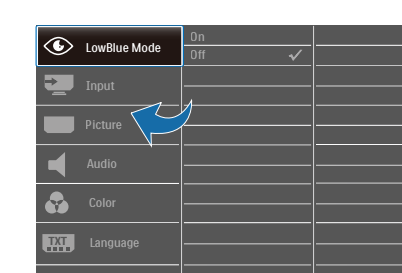 LowBlue Mode
On
Off
Input
Picture
Audio
Color
TXT
Language